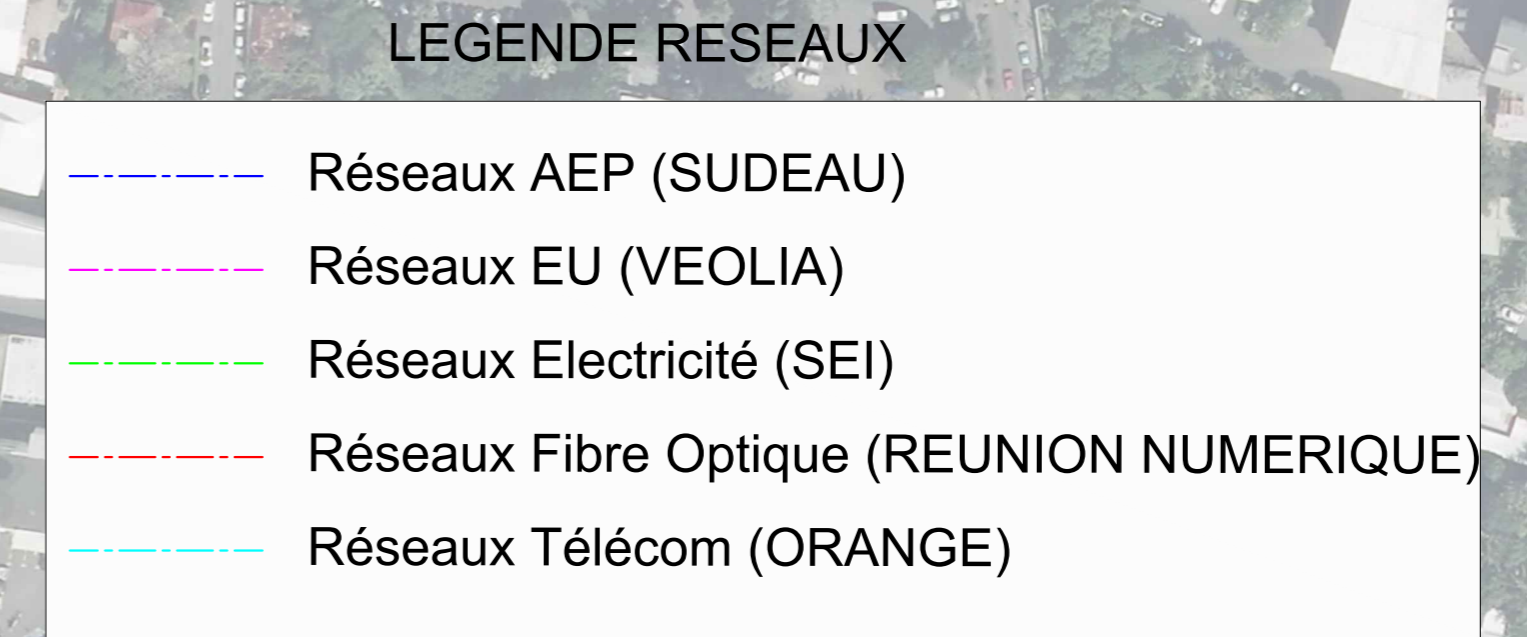 LEGENDE RESEAUX
Réseaux AEP (SUDEAU)
Réseaux EU (VEOLIA)
Réseaux Electricité (SEI)
Réseaux Fibre Optique (REUNION NUMERIQUE)
Réseaux Télécom (ORANGE)